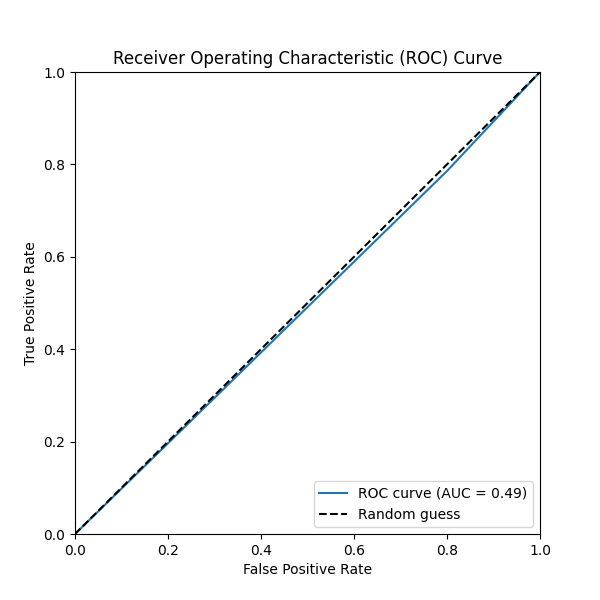 Receiver Operating Characteristic (ROC) Curve
1.0
0.8
0.6
0.4
0.2
0.0
True Positive Rate
0.0 0.2 0.4 0.6 0.8 1.0
False Positive Rate
ROC curve (AUC = 0.49)
Random guess